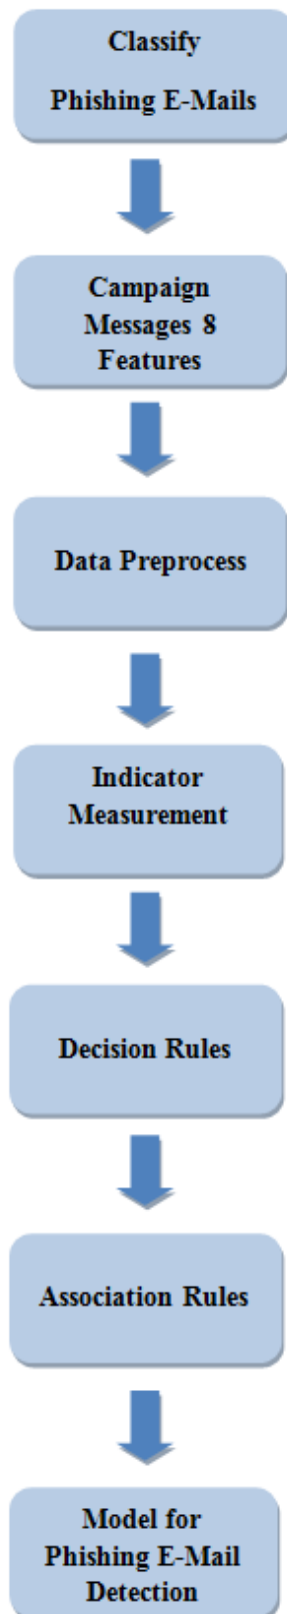 Classify
Phishing E-Mails
Campaign
Messages 8
Features
Data Preprocess
Indicator
Measurement
Decision Rules
Association Rules
Model for
Phishing E-Mail
Detection